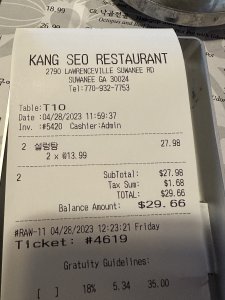 18.99
KANG SEO RESTAURANT
2790 LAWRENCEVILLE SUWANEE RD
SUWANEE GA 30024
Tel:770-932-7753
Table:T10
Date :04/28/2023 11:59:37
Inv. :#5420 Cashier:Admin
2 설렁탕 27.98
2 x @13.99
2 SubTotal: $27.98
Tax Sum: $1.68
TOTAL: $29.66
Balance Amount: $29.66
#RAW-11 04/28/2023 12:23:21 Friday
Ticket: #4619
Gratuity Guidelines:
[ ] 18% 5.34 35.00